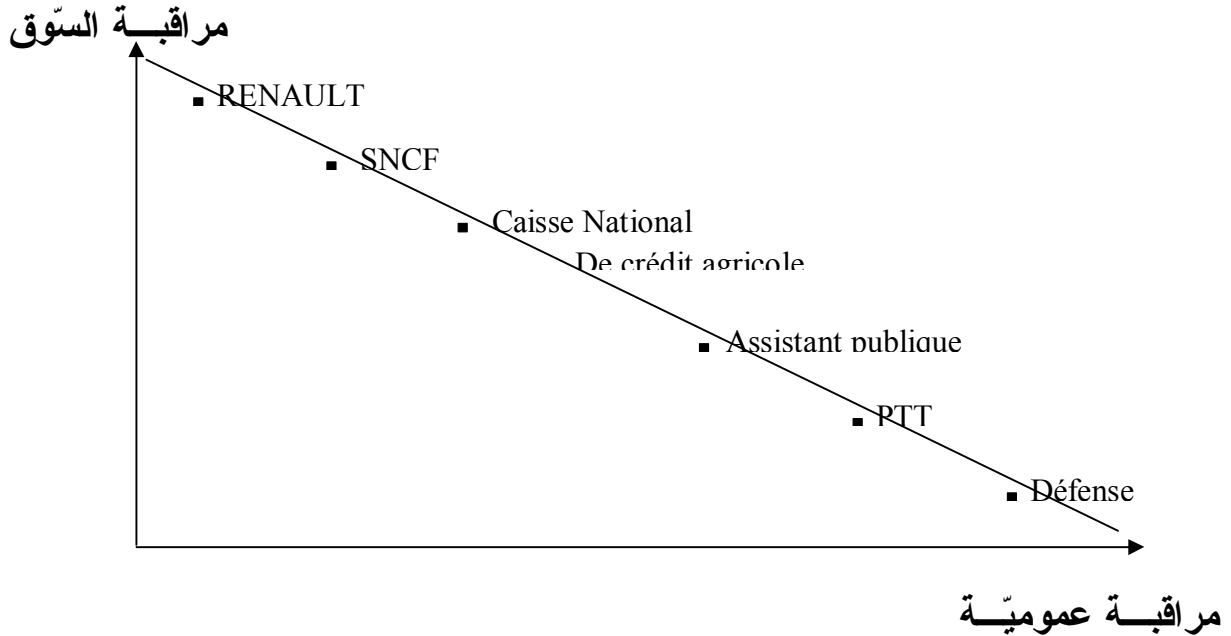 مراقبة السّوق
RENAULT
SNCF
Caisse National
De crédit agricole
Assistant publique
PTT
Défense
مراقبة عموميّة